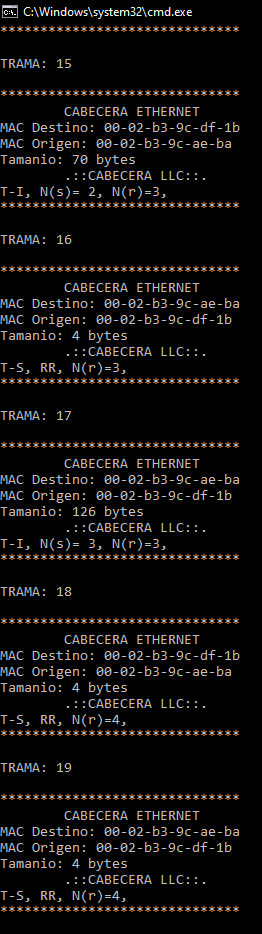 C:\Windows\system32\cmd.exe
******************************
TRAMA: 15
******************************
CABECERA ETHERNET
MAC Destino: 00-02-b3-9c-df-1b
MAC Origen: 00-02-b3-9c-ae-ba
Tamanio: 70 bytes
.::CABECERA LLC::.
T-I, N(s)= 2, N(r)=3,
******************************
TRAMA: 16
******************************
CABECERA ETHERNET
MAC Destino: 00-02-b3-9c-ae-ba
MAC Origen: 00-02-b3-9c-df-1b
Tamanio: 4 bytes
.::CABECERA LLC::.
T-S, RR, N(r)=3,
******************************
TRAMA: 17
******************************
CABECERA ETHERNET
MAC Destino: 00-02-b3-9c-ae-ba
MAC Origen: 00-02-b3-9c-df-1b
Tamanio: 126 bytes
.::CABECERA LLC::.
T-I, N(s)= 3, N(r)=3,
******************************
TRAMA: 18
******************************
CABECERA ETHERNET
MAC Destino: 00-02-b3-9c-df-1b
MAC Origen: 00-02-b3-9c-ae-ba
Tamanio: 4 bytes
.::CABECERA LLC::.
T-S, RR, N(r)=4,
******************************
TRAMA: 19
******************************
CABECERA ETHERNET
MAC Destino: 00-02-b3-9c-ae-ba
MAC Origen: 00-02-b3-9c-df-1b
Tamanio: 4 bytes
.::CABECERA LLC::.
T-S, RR, N(r)=4,
******************************